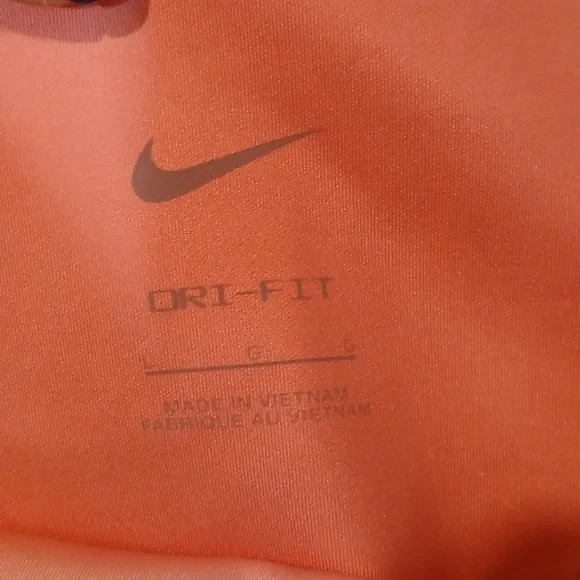 DRI-FIT
L G G
MADE IN VIETNAM
FABRIQUE AU VIETNAM